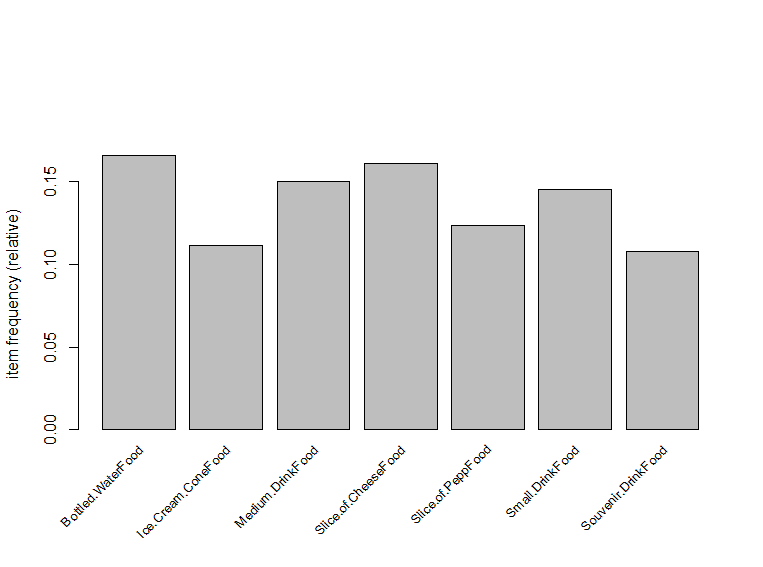 item frequency (relative)
0.15
0.10
0.05
0.00
Bottled.WaterFood
Ice.Cream.ConeFood
Medium.DrinkFood
Slice.of.CheeseFood
Slice.of.PeppFood
Small.DrinkFood
Souvenir.DrinkFood